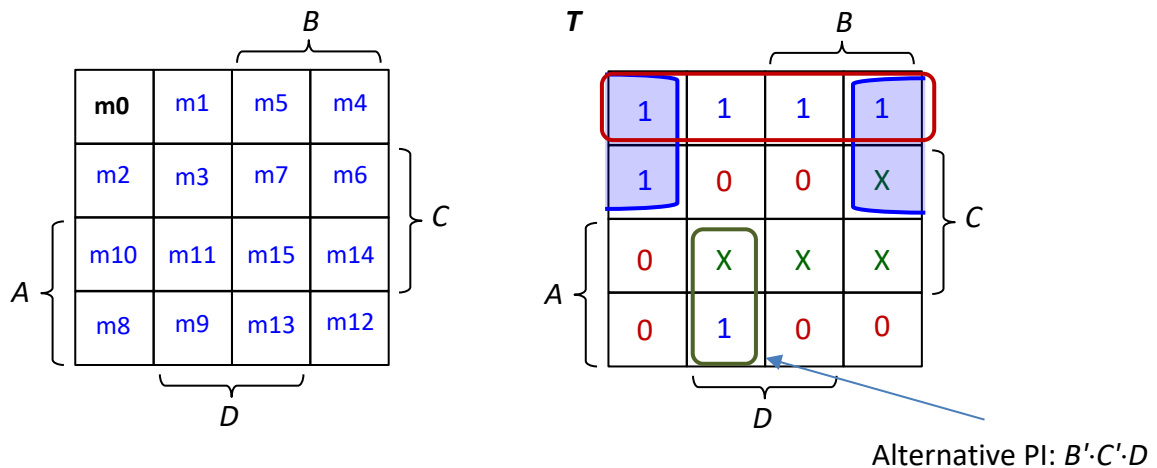 B
m0 m1 m5 m4
m2 m3 m7 m6
C
m10 m11 m15 m14
A
m8 m9 m13 m12
D
T
B
1 1 1 1
1 0 0 X
C
0 X X X
A
0 1 0 0
D
Alternative PI: B'·C'·D